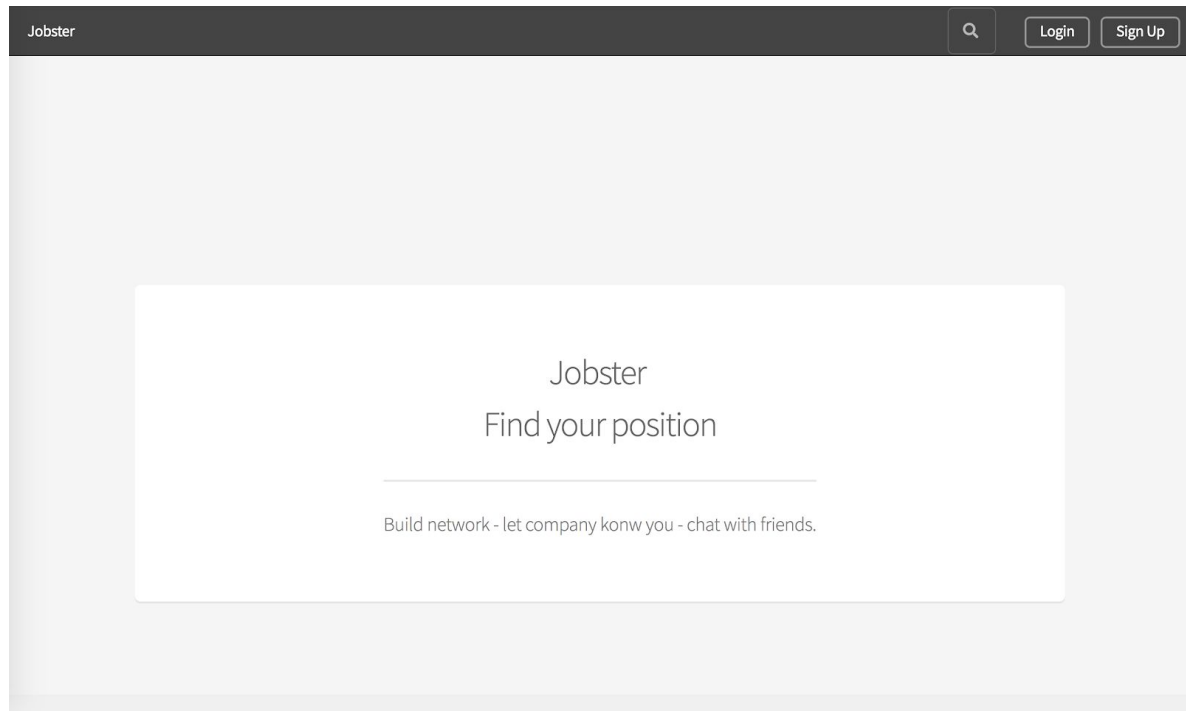 Jobster
Login
Sign Up
Jobster
Find your position
Build network - let company konw you - chat with friends.